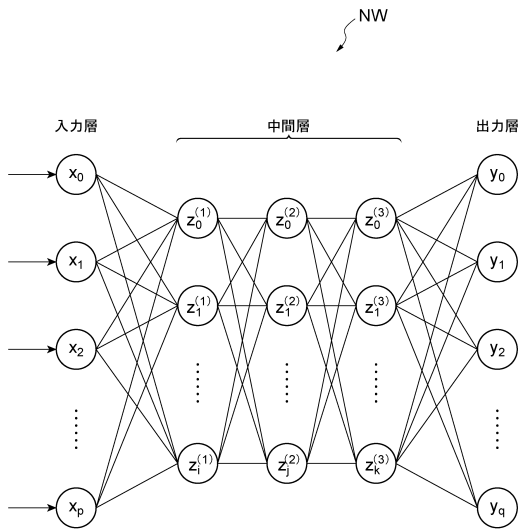 NW
入力層 中間層 出力層
x₀ y₀
z₀⁽¹⁾ z₀⁽²⁾ z₀⁽³⁾
x₁ y₁
z₁⁽¹⁾ z₁⁽²⁾ z₁⁽³⁾
x₂ y₂
zᵢ⁽¹⁾ zⱼ⁽²⁾ zₖ⁽³⁾
xₚ y_q